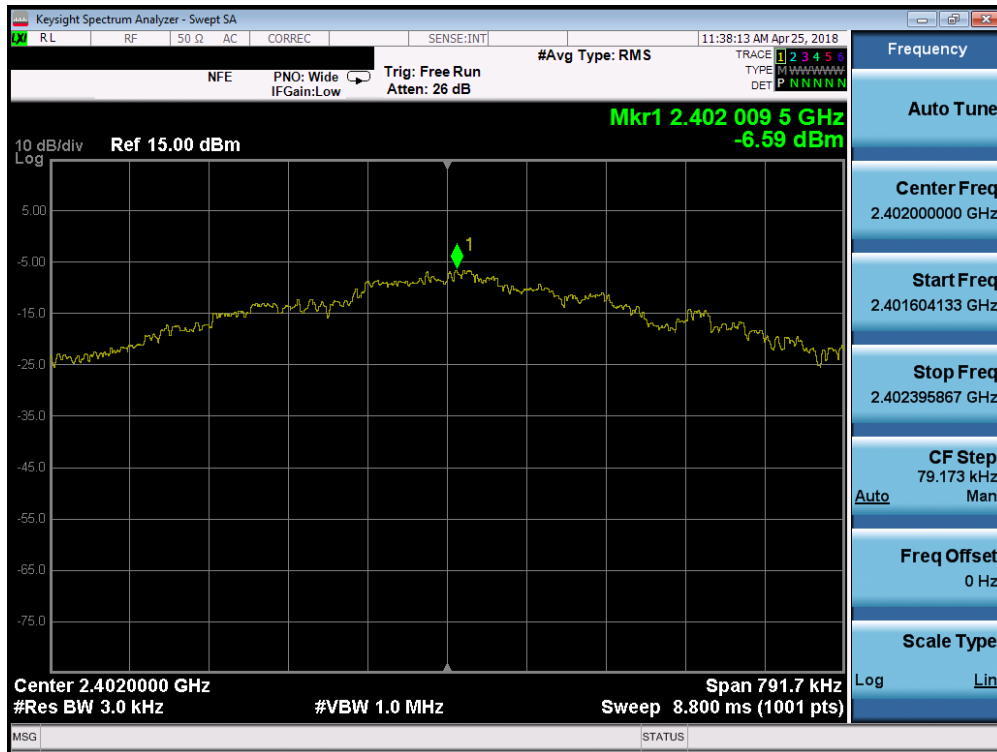 Keysight Spectrum Analyzer - Swept SA
LXI RL RF 50 Ω AC CORREC SENSE:INT 11:38:13 AM Apr 25, 2018
#Avg Type: RMS TRACE 1 2 3 4 5 6
NFE PNO: Wide Trig: Free Run TYPE M WWWWW
IFGain:Low Atten: 26 dB DET P N N N N N
Mkr1 2.402 009 5 GHz
-6.59 dBm
10 dB/div Ref 15.00 dBm
Log
5.00
1
-5.00
-15.0
-25.0
-35.0
-45.0
-55.0
-65.0
-75.0
Center 2.4020000 GHz Span 791.7 kHz
#Res BW 3.0 kHz #VBW 1.0 MHz Sweep 8.800 ms (1001 pts)
MSG STATUS
Frequency
Auto Tune
Center Freq
2.402000000 GHz
Start Freq
2.401604133 GHz
Stop Freq
2.402395867 GHz
CF Step
79.173 kHz
Auto Man
Freq Offset
0 Hz
Scale Type
Log Lin